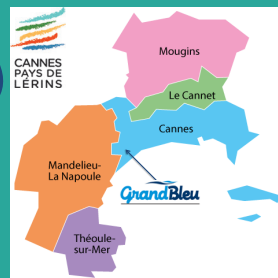 CANNES
PAYS DE
LÉRINS
Mougins
Le Cannet
Cannes
Mandelieu-
La Napoule
GrandBleu
Théoule-
sur-Mer